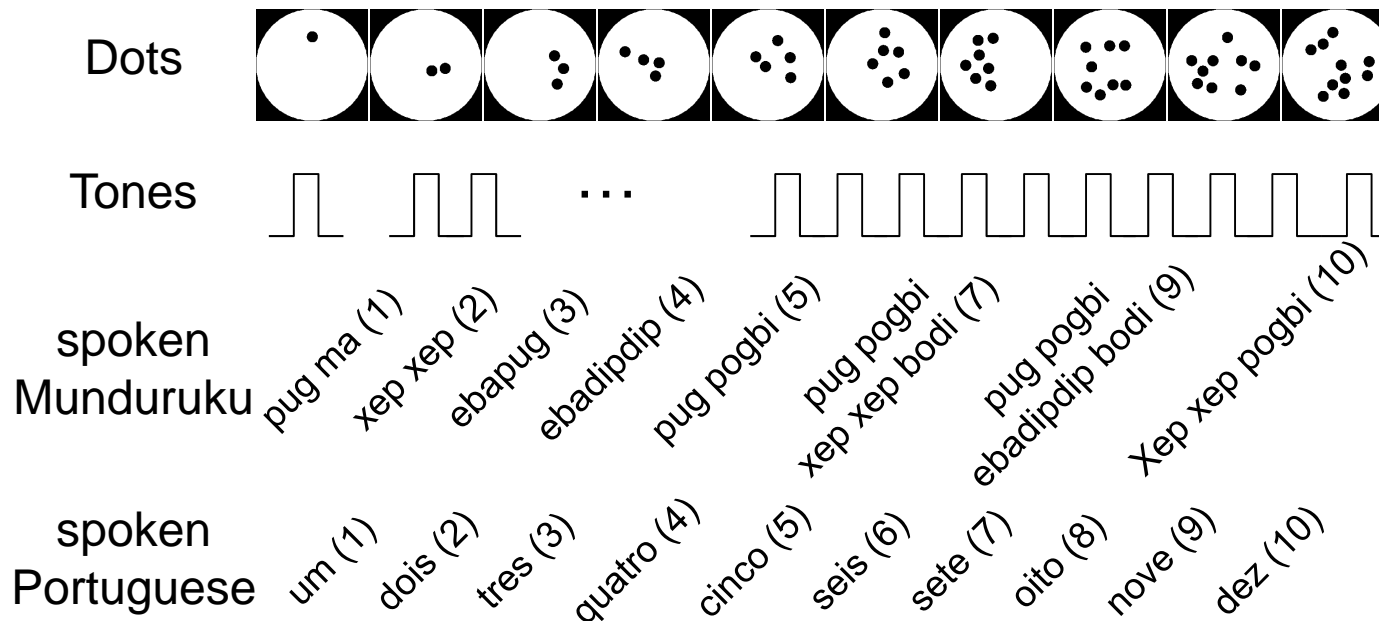 Dots
Tones
...
spoken
Munduruku
pug ma (1)
xep xep (2)
ebapug (3)
ebadipdip (4)
pug pogbi (5)
pug pogbi
xep xep bodi (7)
pug pogbi
ebadipdip bodi (9)
Xep xep pogbi (10)
spoken
Portuguese
um (1)
dois (2)
tres (3)
quatro (4)
cinco (5)
seis (6)
sete (7)
oito (8)
nove (9)
dez (10)